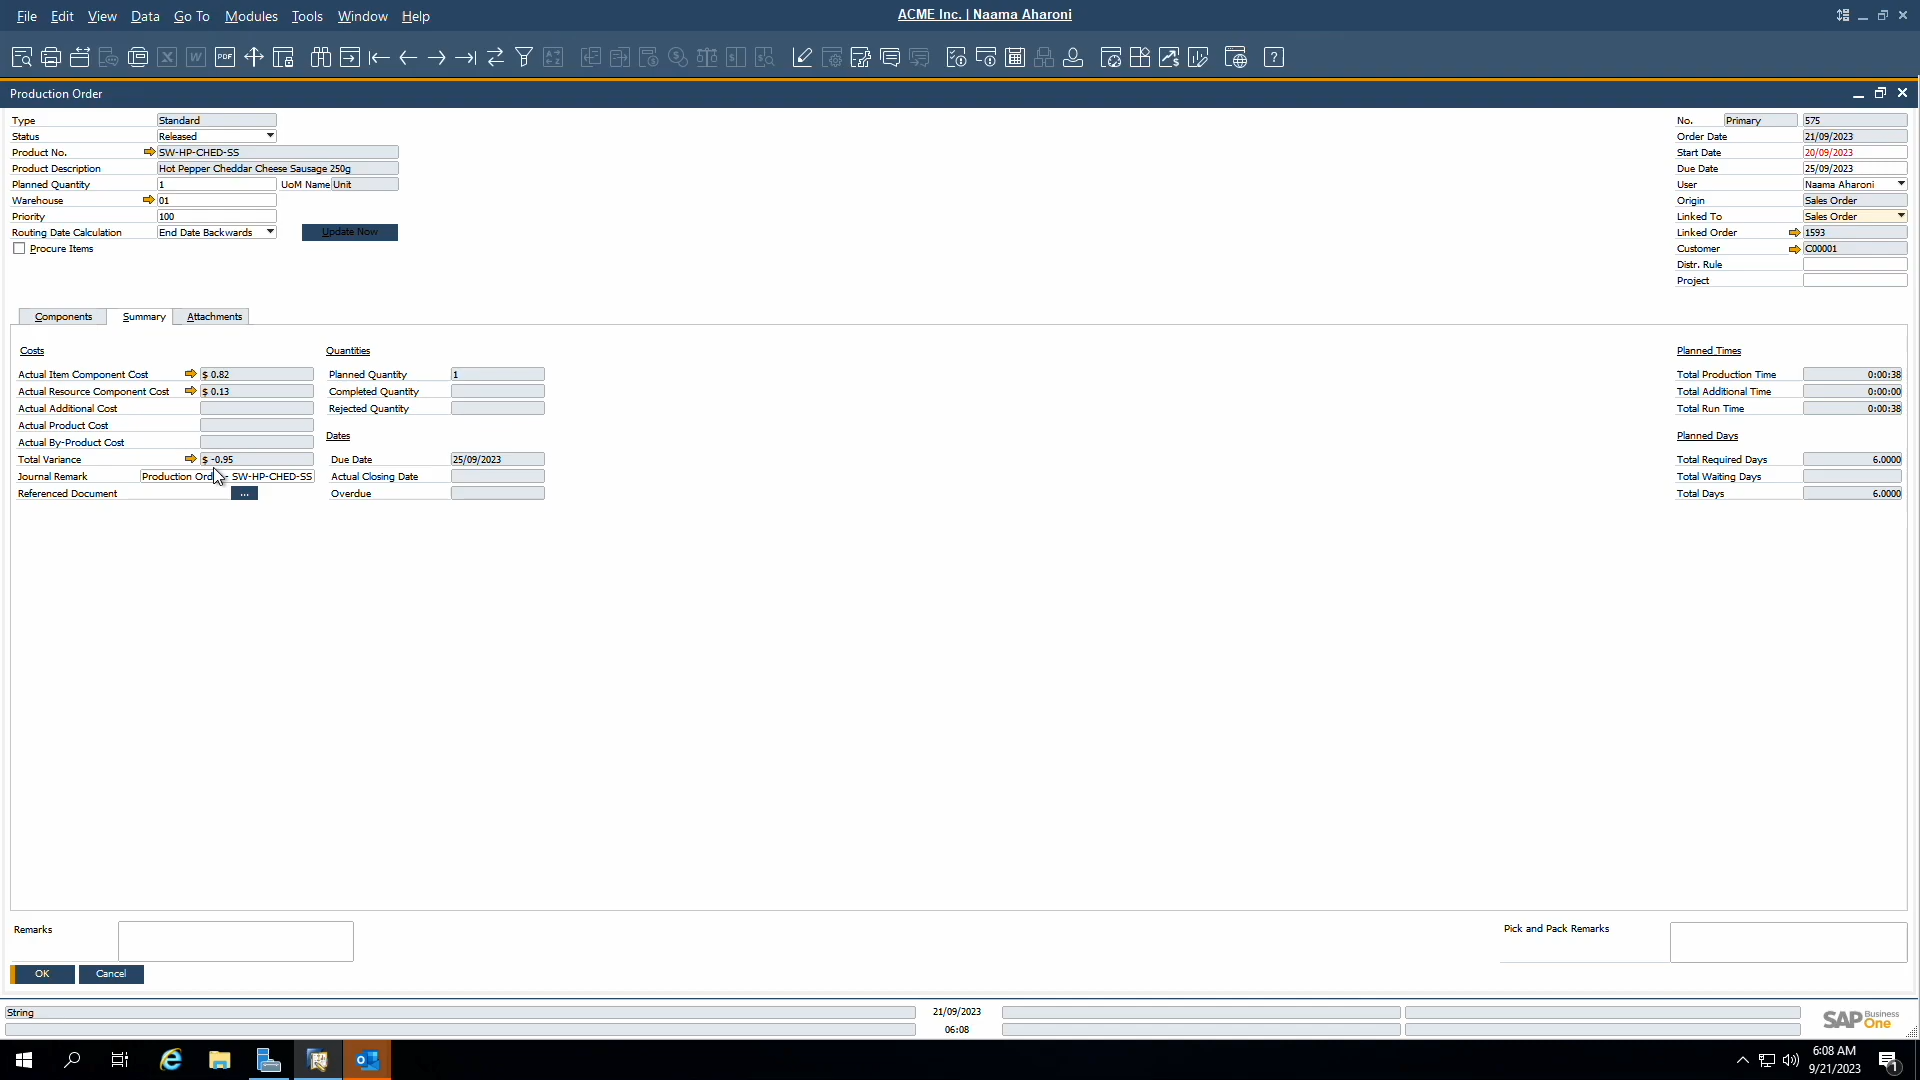 File Edit View Data Go To Modules Tools Window Help
ACME Inc. | Naama Aharoni
PDF
Production Order
Type Standard
Status Released
Product No. SW-HP-CHED-SS
Product Description Hot Pepper Cheddar Cheese Sausage 250g
Planned Quantity 1 UoM Name Unit
Warehouse 01
Priority 100
Routing Date Calculation End Date Backwards Update Now
Procure Items
No. Primary 575
Order Date 21/09/2023
Start Date 20/09/2023
Due Date 25/09/2023
User Naama Aharoni
Origin Sales Order
Linked To Sales Order
Linked Order 1593
Customer C00001
Distr. Rule
Project
Components Summary Attachments
Costs
Actual Item Component Cost $ 0.82
Actual Resource Component Cost $ 0.13
Actual Additional Cost
Actual Product Cost
Actual By-Product Cost
Total Variance $ -0.95
Journal Remark Production Ord - SW-HP-CHED-SS
Referenced Document ...
Quantities
Planned Quantity 1
Completed Quantity
Rejected Quantity
Dates
Due Date 25/09/2023
Actual Closing Date
Overdue
Planned Times
Total Production Time 0:00:38
Total Additional Time 0:00:00
Total Run Time 0:00:38
Planned Days
Total Required Days 6.0000
Total Waiting Days
Total Days 6.0000
Remarks
Pick and Pack Remarks
OK Cancel
String 21/09/2023
06:08
SAP Business One
6:08 AM
9/21/2023
1